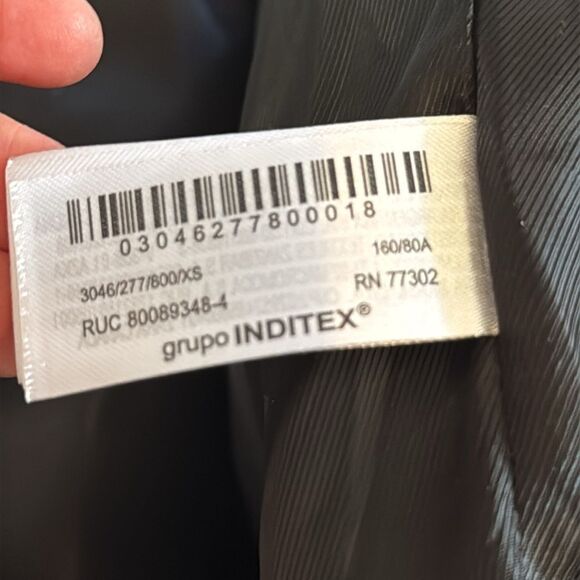 03046277800018
160/80A
3046/277/800/XS
RN 77302
RUC 80089348-4
grupo INDITEX®